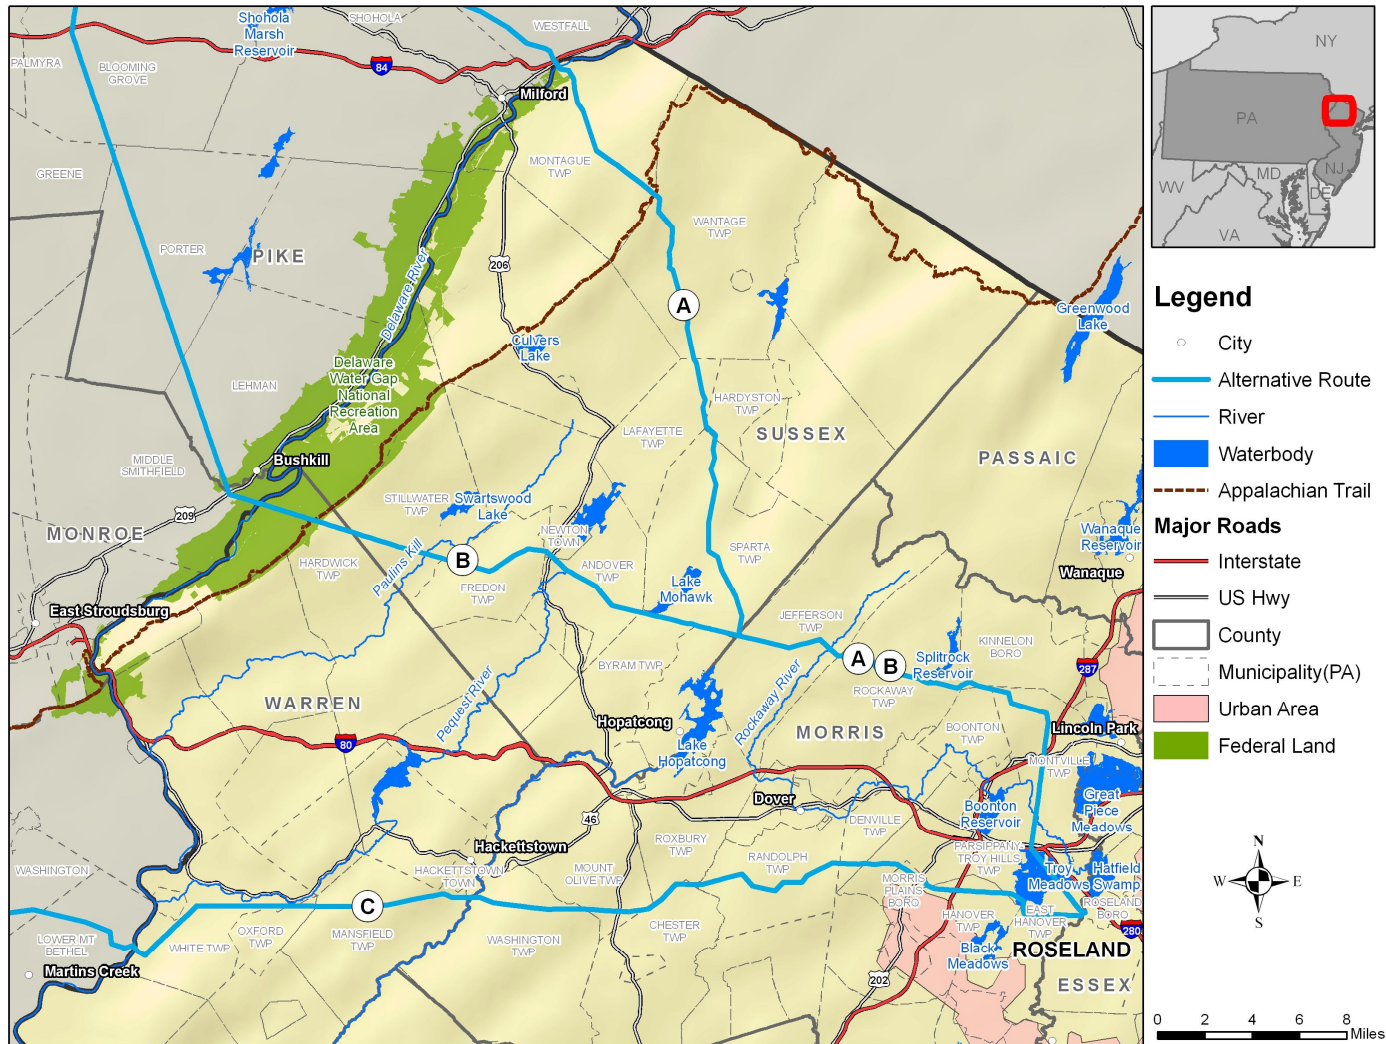 Shohola
Marsh
Reservoir
SHOHOLA
WESTFALL
PALMYRA
BLOOMING
GROVE
84
Milford
MONTAGUE
TWP
GREENE
PORTER
PIKE
206
WANTAGE
TWP
Delaware River
A
Greenwood
Lake
Culvers
Lake
Delaware
Water Gap
National
Recreation
Area
LEHMAN
HARDYSTON
TWP
LAFAYETTE
TWP
SUSSEX
PASSAIC
MIDDLE
SMITHFIELD
Bushkill
STILLWATER
TWP
Swartswood
Lake
209
MONROE
NEWTON
TOWN
Wanaque
Reservoir
HARDWICK
TWP
Paulins Kill
B
FREDON
TWP
ANDOVER
TWP
SPARTA
TWP
Lake
Mohawk
Wanaque
East Stroudsburg
JEFFERSON
TWP
KINNELON
BORO
BYRAM TWP
A
B
Splitrock
Reservoir
287
ROCKAWAY
TWP
WARREN
Pequest River
Rockaway River
Hopatcong
Lake
Hopatcong
MORRIS
BOONTON
TWP
Lincoln Park
80
MONTVILLE
TWP
Dover
Boonton
Reservoir
Great
Piece
Meadows
46
DENVILLE
TWP
ROXBURY
TWP
Hackettstown
PARSIPPANY-
TROY HILLS
TWP
RANDOLPH
TWP
WASHINGTON
HACKETTSTOWN
TOWN
MOUNT
OLIVE TWP
Troy
Meadows
Hatfield
Swamp
MORRIS
PLAINS
BORO
C
HANOVER
TWP
EAST
HANOVER
TWP
ROSELAND
BORO
LOWER MT
BETHEL
WHITE TWP
OXFORD
TWP
MANSFIELD
TWP
WASHINGTON
TWP
CHESTER
TWP
280
Black
Meadows
ROSELAND
Martins Creek
202
ESSEX
NY
PA
NJ
MD
DE
WV
VA
Legend
City
Alternative Route
River
Waterbody
Appalachian Trail
Major Roads
Interstate
US Hwy
County
Municipality(PA)
Urban Area
Federal Land
N
W E
S
0 2 4 6 8
Miles